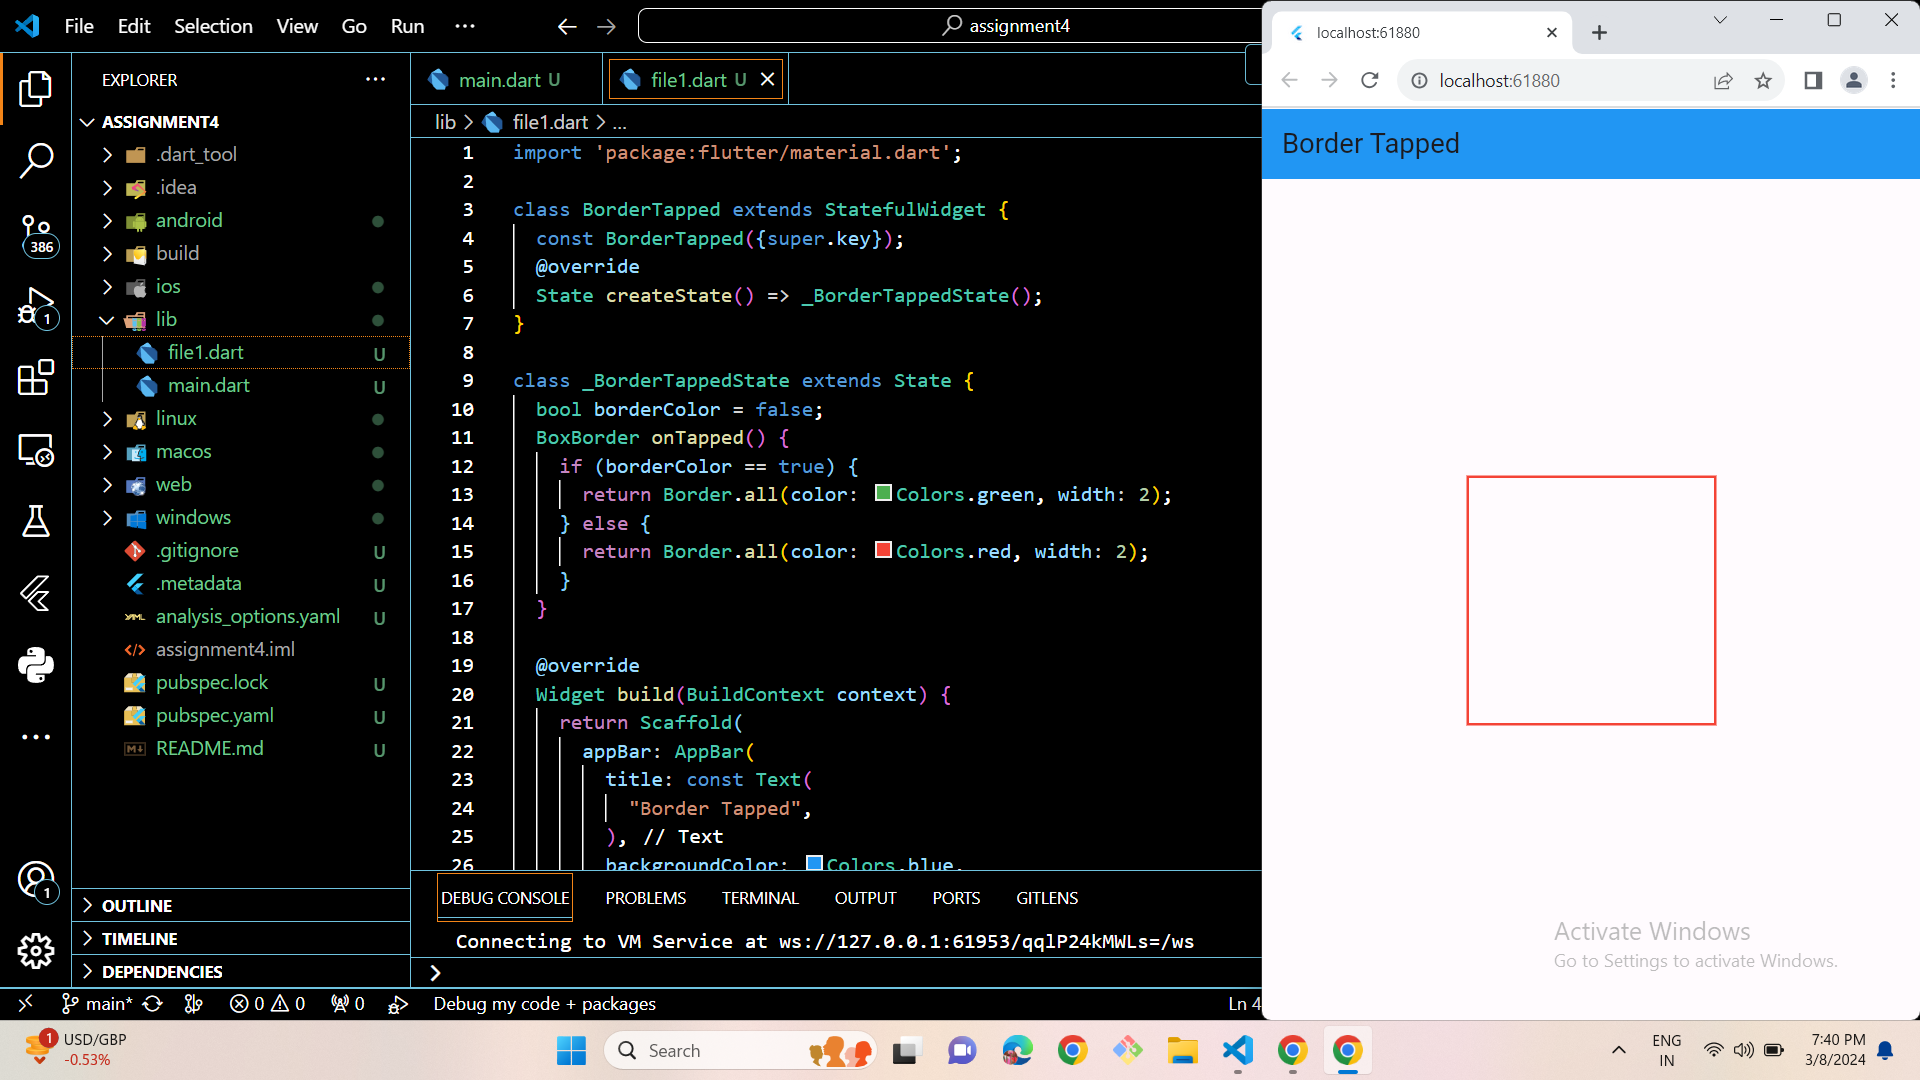 File Edit Selection View Go Run ...
assignment4
EXPLORER
ASSIGNMENT4
.dart_tool
.idea
android
build
ios
lib
file1.dart U
main.dart U
linux
macos
web
windows
.gitignore U
.metadata U
analysis_options.yaml U
assignment4.iml
pubspec.lock U
pubspec.yaml U
README.md U
OUTLINE
TIMELINE
DEPENDENCIES
386
1
1
main.dart U
file1.dart U
lib > file1.dart > ...
1 import 'package:flutter/material.dart';
2
3 class BorderTapped extends StatefulWidget {
4 const BorderTapped({super.key});
5 @override
6 State createState() => _BorderTappedState();
7 }
8
9 class _BorderTappedState extends State {
10 bool borderColor = false;
11 BoxBorder onTapped() {
12 if (borderColor == true) {
13 return Border.all(color: Colors.green, width: 2);
14 } else {
15 return Border.all(color: Colors.red, width: 2);
16 }
17 }
18
19 @override
20 Widget build(BuildContext context) {
21 return Scaffold(
22 appBar: AppBar(
23 title: const Text(
24 "Border Tapped",
25 ), // Text
26 backgroundColor: Colors.blue,
DEBUG CONSOLE PROBLEMS TERMINAL OUTPUT PORTS GITLENS
Connecting to VM Service at ws://127.0.0.1:61953/qqlP24kMWLs=/ws
>
main* 0 0 0 Debug my code + packages Ln 4
localhost:61880
localhost:61880
Border Tapped
Activate Windows
Go to Settings to activate Windows.
1
USD/GBP
-0.53%
Search
ENG
IN
7:40 PM
3/8/2024